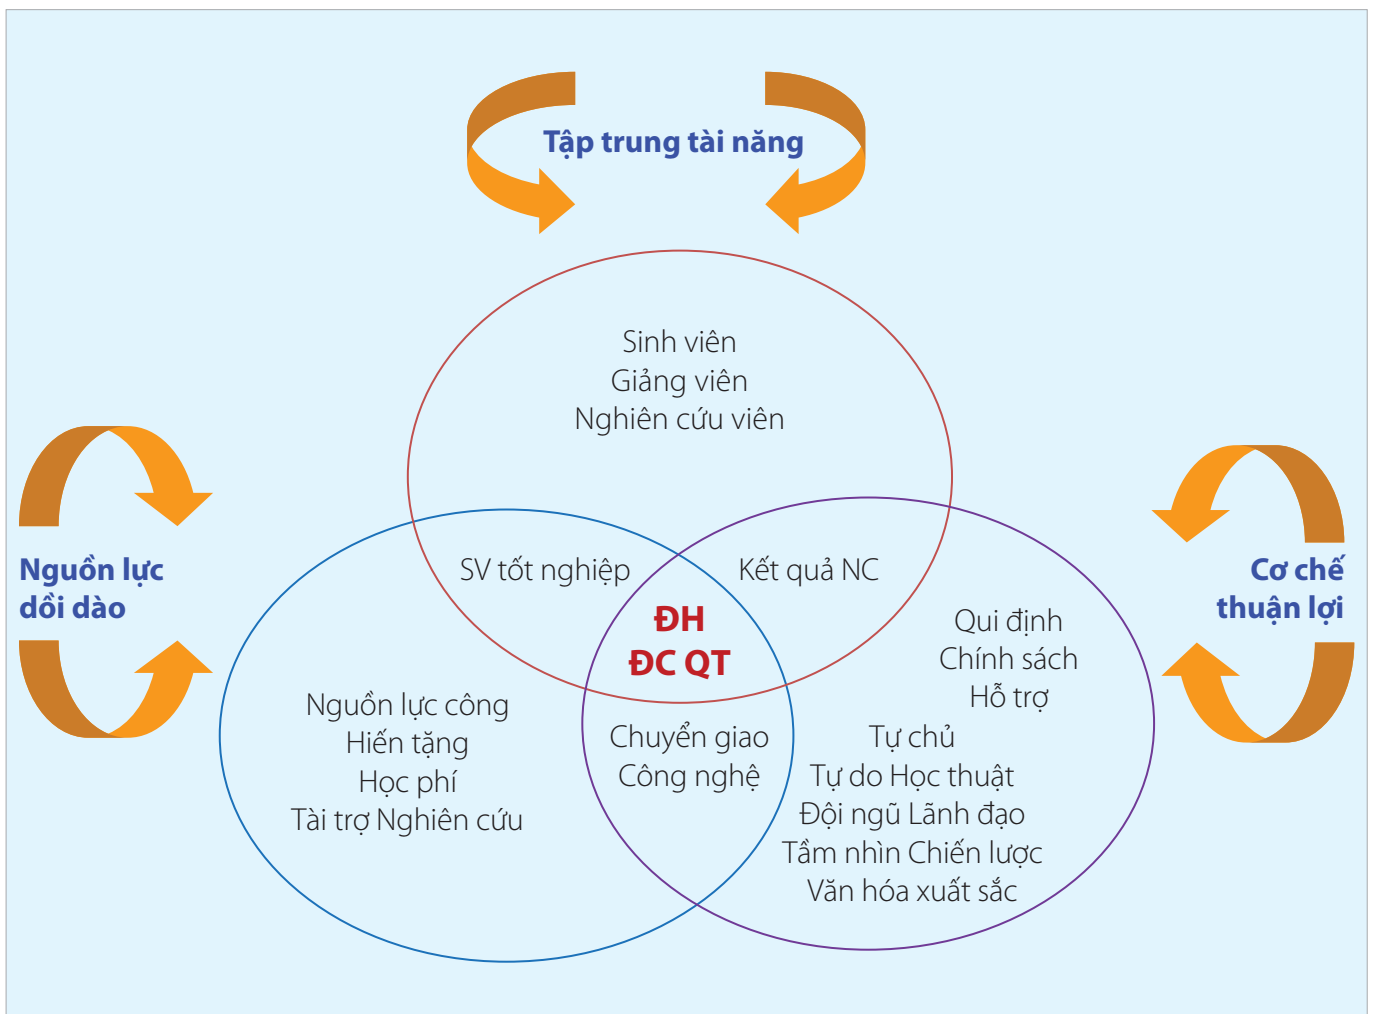 Tập trung tài năng
Sinh viên
Giảng viên
Nghiên cứu viên
Nguồn lực
dồi dào
SV tốt nghiệp
Kết quả NC
Cơ chế
thuận lợi
ĐH
ĐC QT
Qui định
Chính sách
Hỗ trợ
Nguồn lực công
Hiến tặng
Học phí
Tài trợ Nghiên cứu
Chuyển giao
Công nghệ
Tự chủ
Tự do Học thuật
Đội ngũ Lãnh đạo
Tầm nhìn Chiến lược
Văn hóa xuất sắc